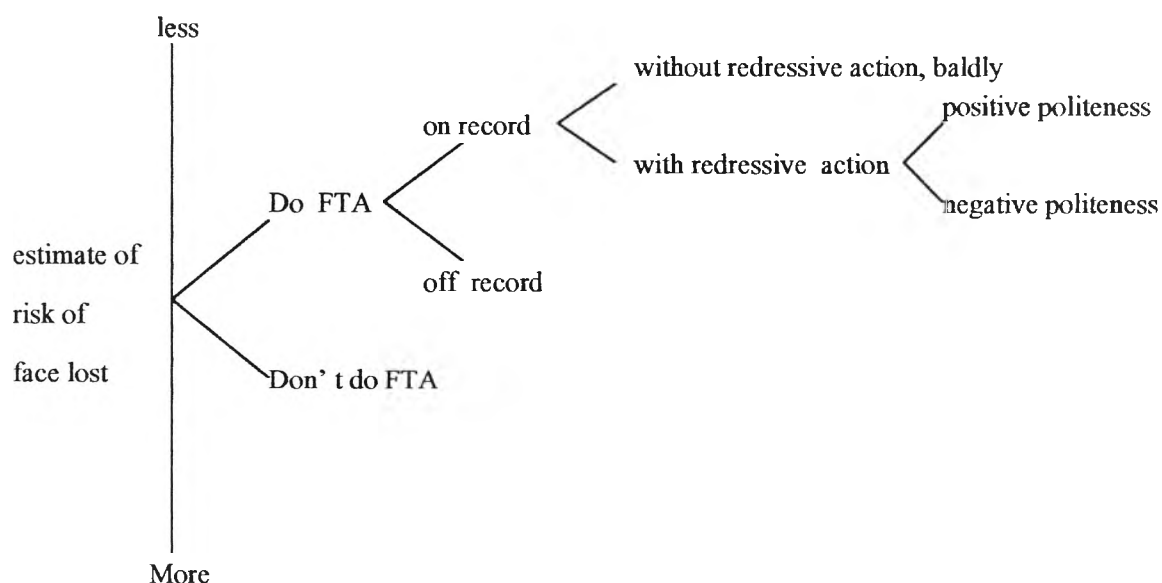 less
without redressive action, baldly
positive politeness
on record
with redressive action
Do FTA
negative politeness
estimate of
off record
risk of
face lost
Don' t do FTA
More